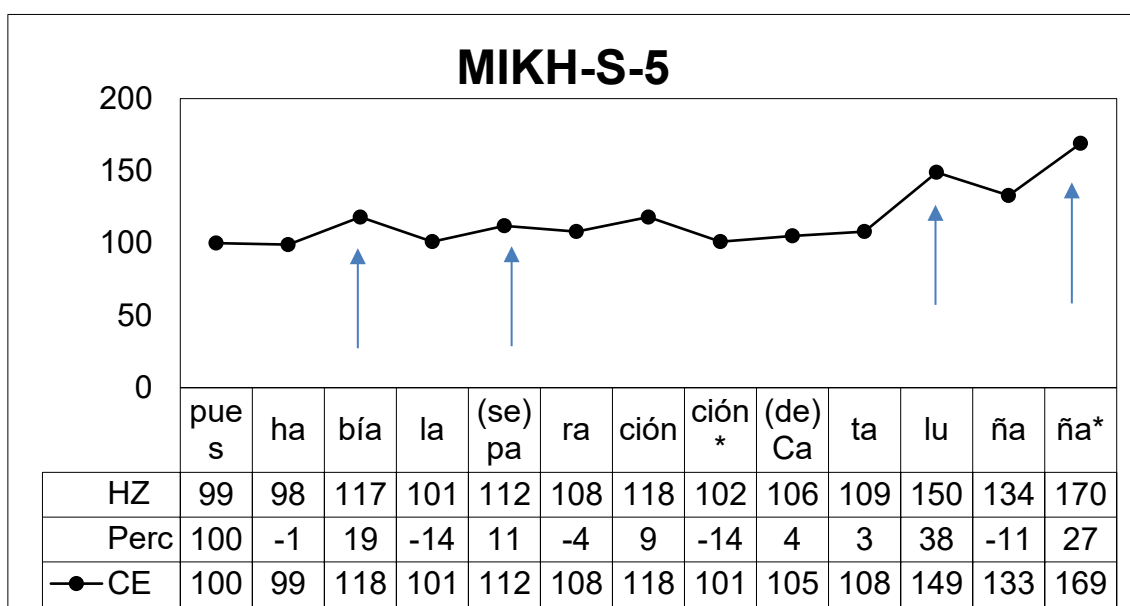 MIKH-S-5
200
150
100
50
0
pue
s
ha
bía
la
(se)
pa
ra
ción
ción
*
(de)
Ca
ta
lu
ña
ña*
HZ 99 98 117 101 112 108 118 102 106 109 150 134 170
Perc 100 -1 19 -14 11 -4 9 -14 4 3 38 -11 27
CE 100 99 118 101 112 108 118 101 105 108 149 133 169